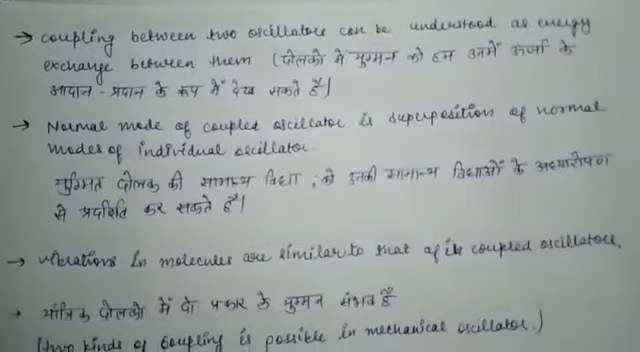 → coupling between two oscillators can be understood as energy
exchange between them (दोलको में युग्मन को हम उनमें ऊर्जा के
आदान-प्रदान के रूप में देख सकते हैं।
→ Normal mode of coupled oscillator is superposition of normal
modes of individual oscillator.
युग्मित दोलक की सामान्य विधा, को उनकी सामान्य विधाओं के अध्यारोपण
से प्रदर्शित कर सकते हैं।
→ vibrations in molecules are similar to that of its coupled oscillators.
→ यांत्रिक दोलको में दो प्रकार के युग्मन संभव हैं
(two kinds of coupling is possible in mechanical oscillator.)